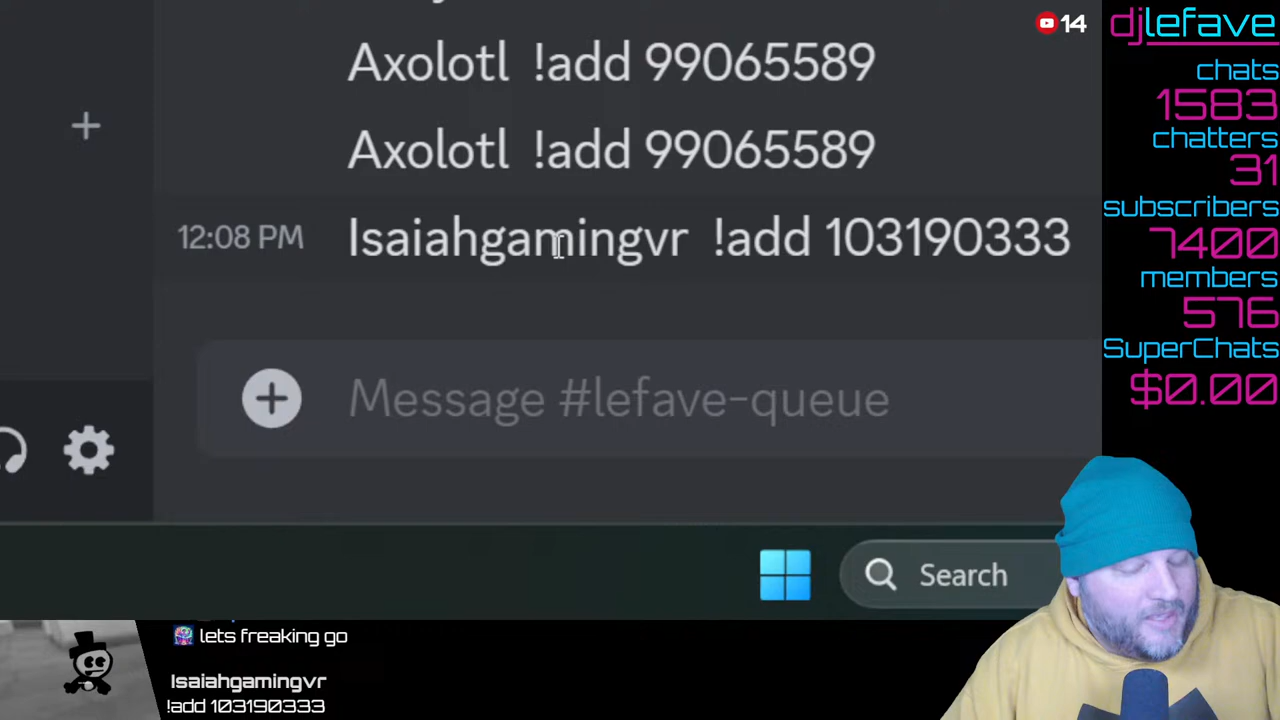 Axolotl !add 99065589
Axolotl !add 99065589
12:08 PM Isaiahgamingvr !add 103190333
Message #lefave-queue
Search
14
djlefave
chats
1583
chatters
31
subscribers
7400
members
576
SuperChats
$0.00
lets freaking go
Isaiahgamingvr
!add 103190333